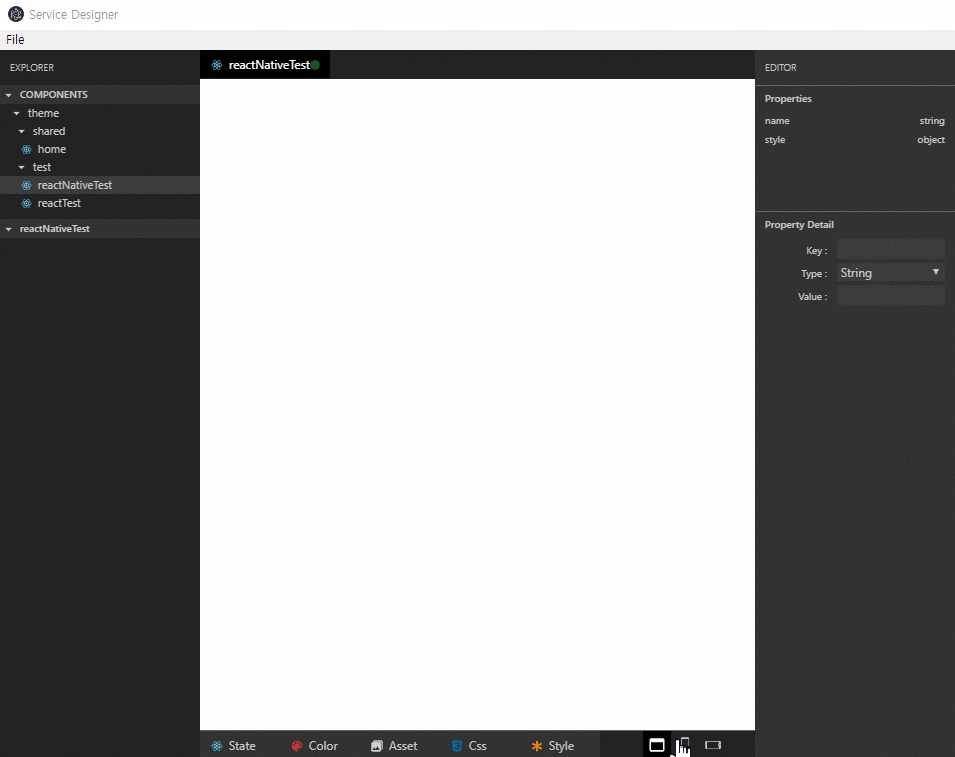 Service Designer
File
EXPLORER
COMPONENTS
theme
shared
home
test
reactNativeTest
reactTest
reactNativeTest
reactNativeTest
State
Color
Asset
Css
Style
EDITOR
Properties
name string
style object
Property Detail
Key :
Type : String
Value :